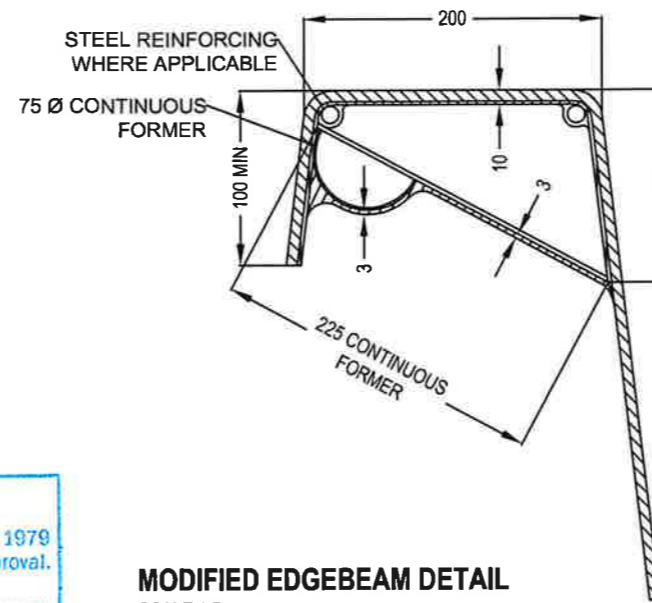 200
STEEL REINFORCING
WHERE APPLICABLE
75 Ø CONTINUOUS
FORMER
100 MIN
10
3
3
225 CONTINUOUS
FORMER
1979
roval.
MODIFIED EDGEBEAM DETAIL